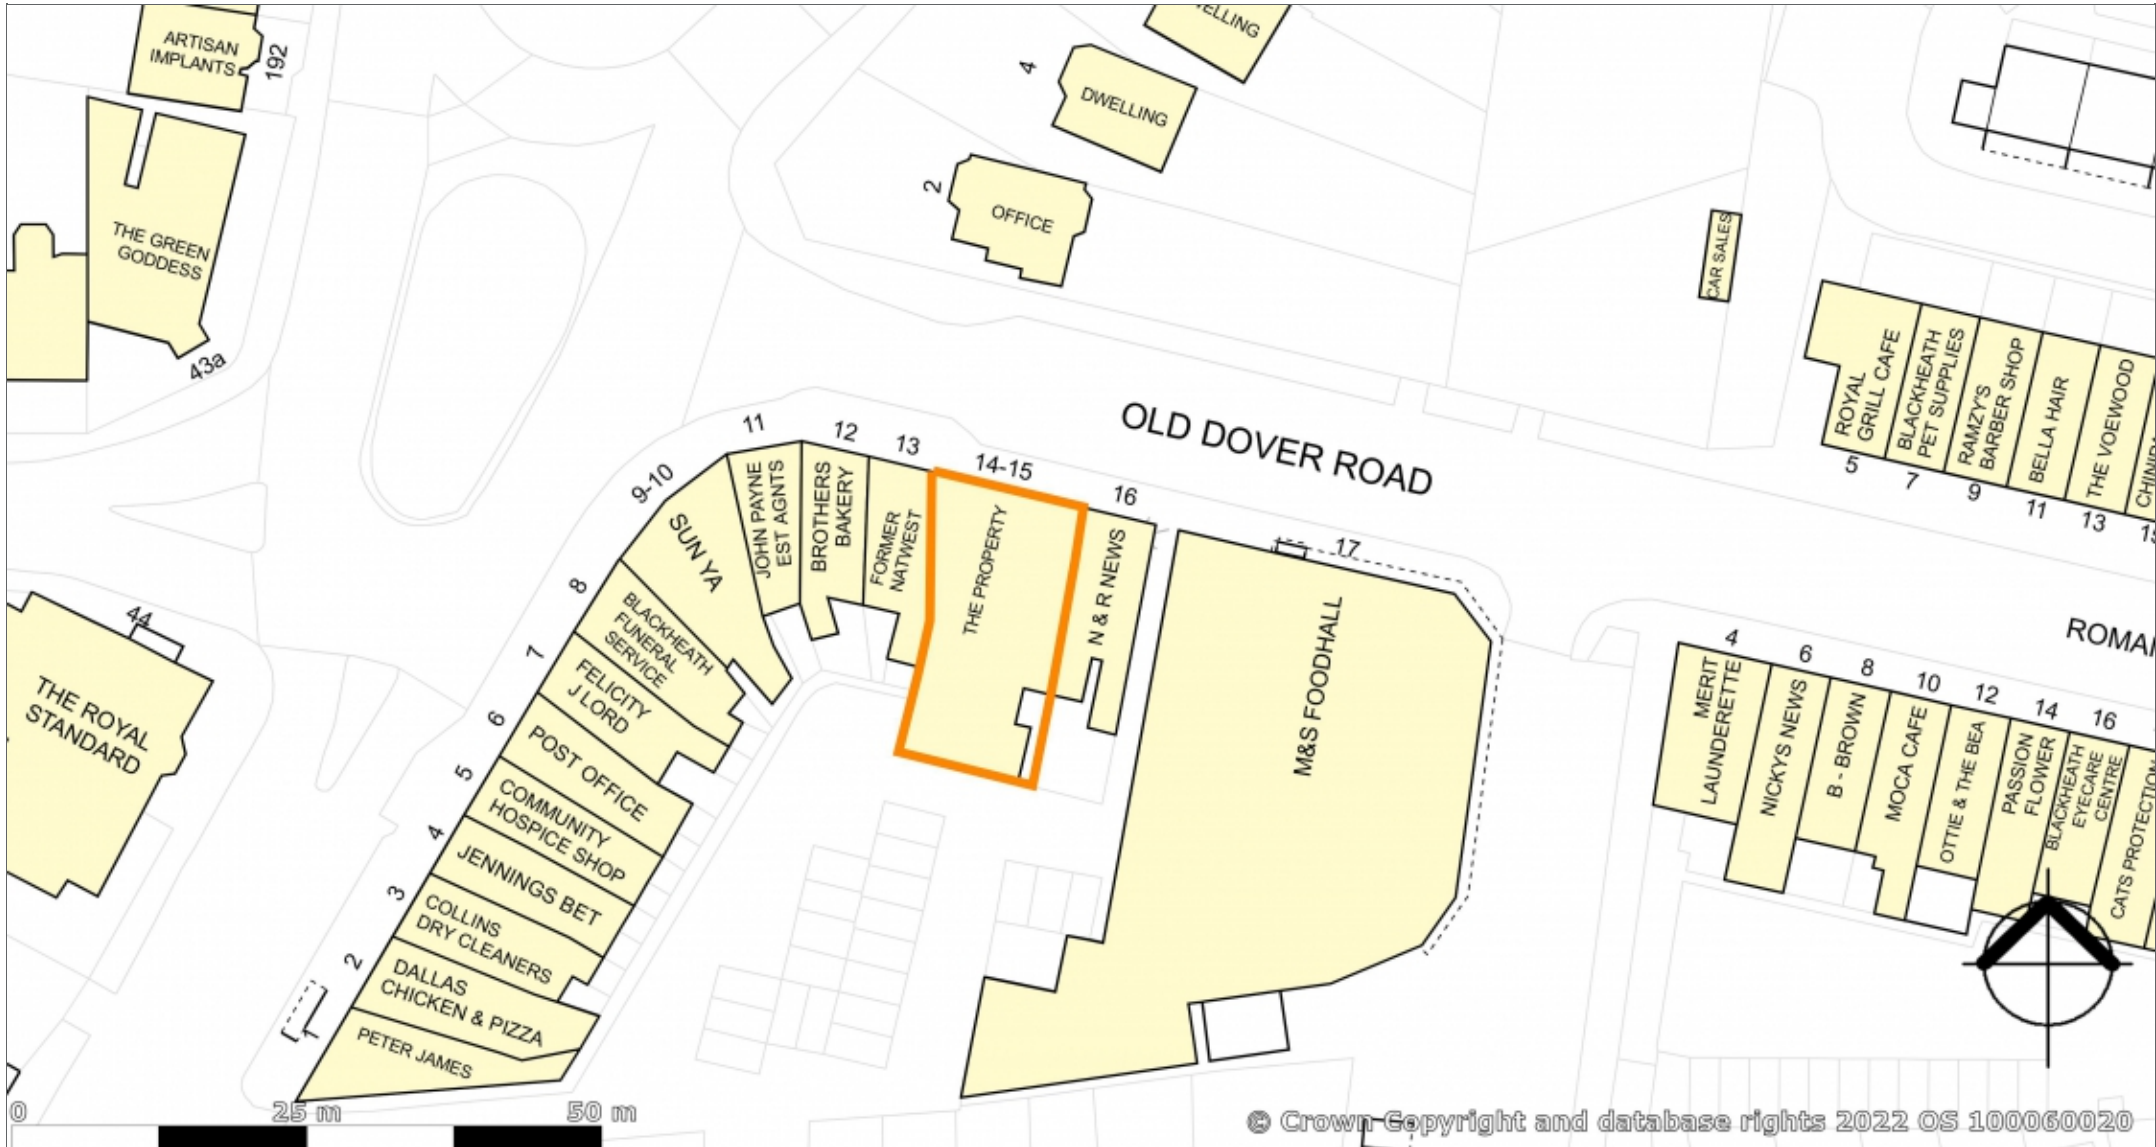 ARTISAN
IMPLANTS
192
THE GREEN
GODDESS
43a
DWELLING
4
2
OFFICE
CAR SALES
OLD DOVER ROAD
ROYAL
GRILL CAFE
BLACKHEATH
PET SUPPLIES
RAMZY'S
BARBER SHOP
BELLA HAIR
THE VOEWOOD
5
7
9
11
13
11
12
13
14-15
16
17
9-10
8
7
6
5
4
3
2
1
JOHN PAYNE
EST AGNTS
BROTHERS
BAKERY
FORMER
NATWEST
THE PROPERTY
N & R NEWS
M&S FOODHALL
SUN YA
BLACKHEATH
FUNERAL
SERVICE
FELICITY
J LORD
POST OFFICE
COMMUNITY
HOSPICE SHOP
JENNINGS BET
COLLINS
DRY CLEANERS
DALLAS
CHICKEN & PIZZA
PETER JAMES
44
THE ROYAL
STANDARD
4
6
8
10
12
14
16
MERIT
LAUNDERETTE
NICKYS NEWS
B - BROWN
MOCA CAFE
OTTIE & THE BEA
PASSION
FLOWER
BLACKHEATH
EYECARE
CENTRE
CATS PROTECTION
0
25 m
50 m
© Crown Copyright and database rights 2022 OS 100060020